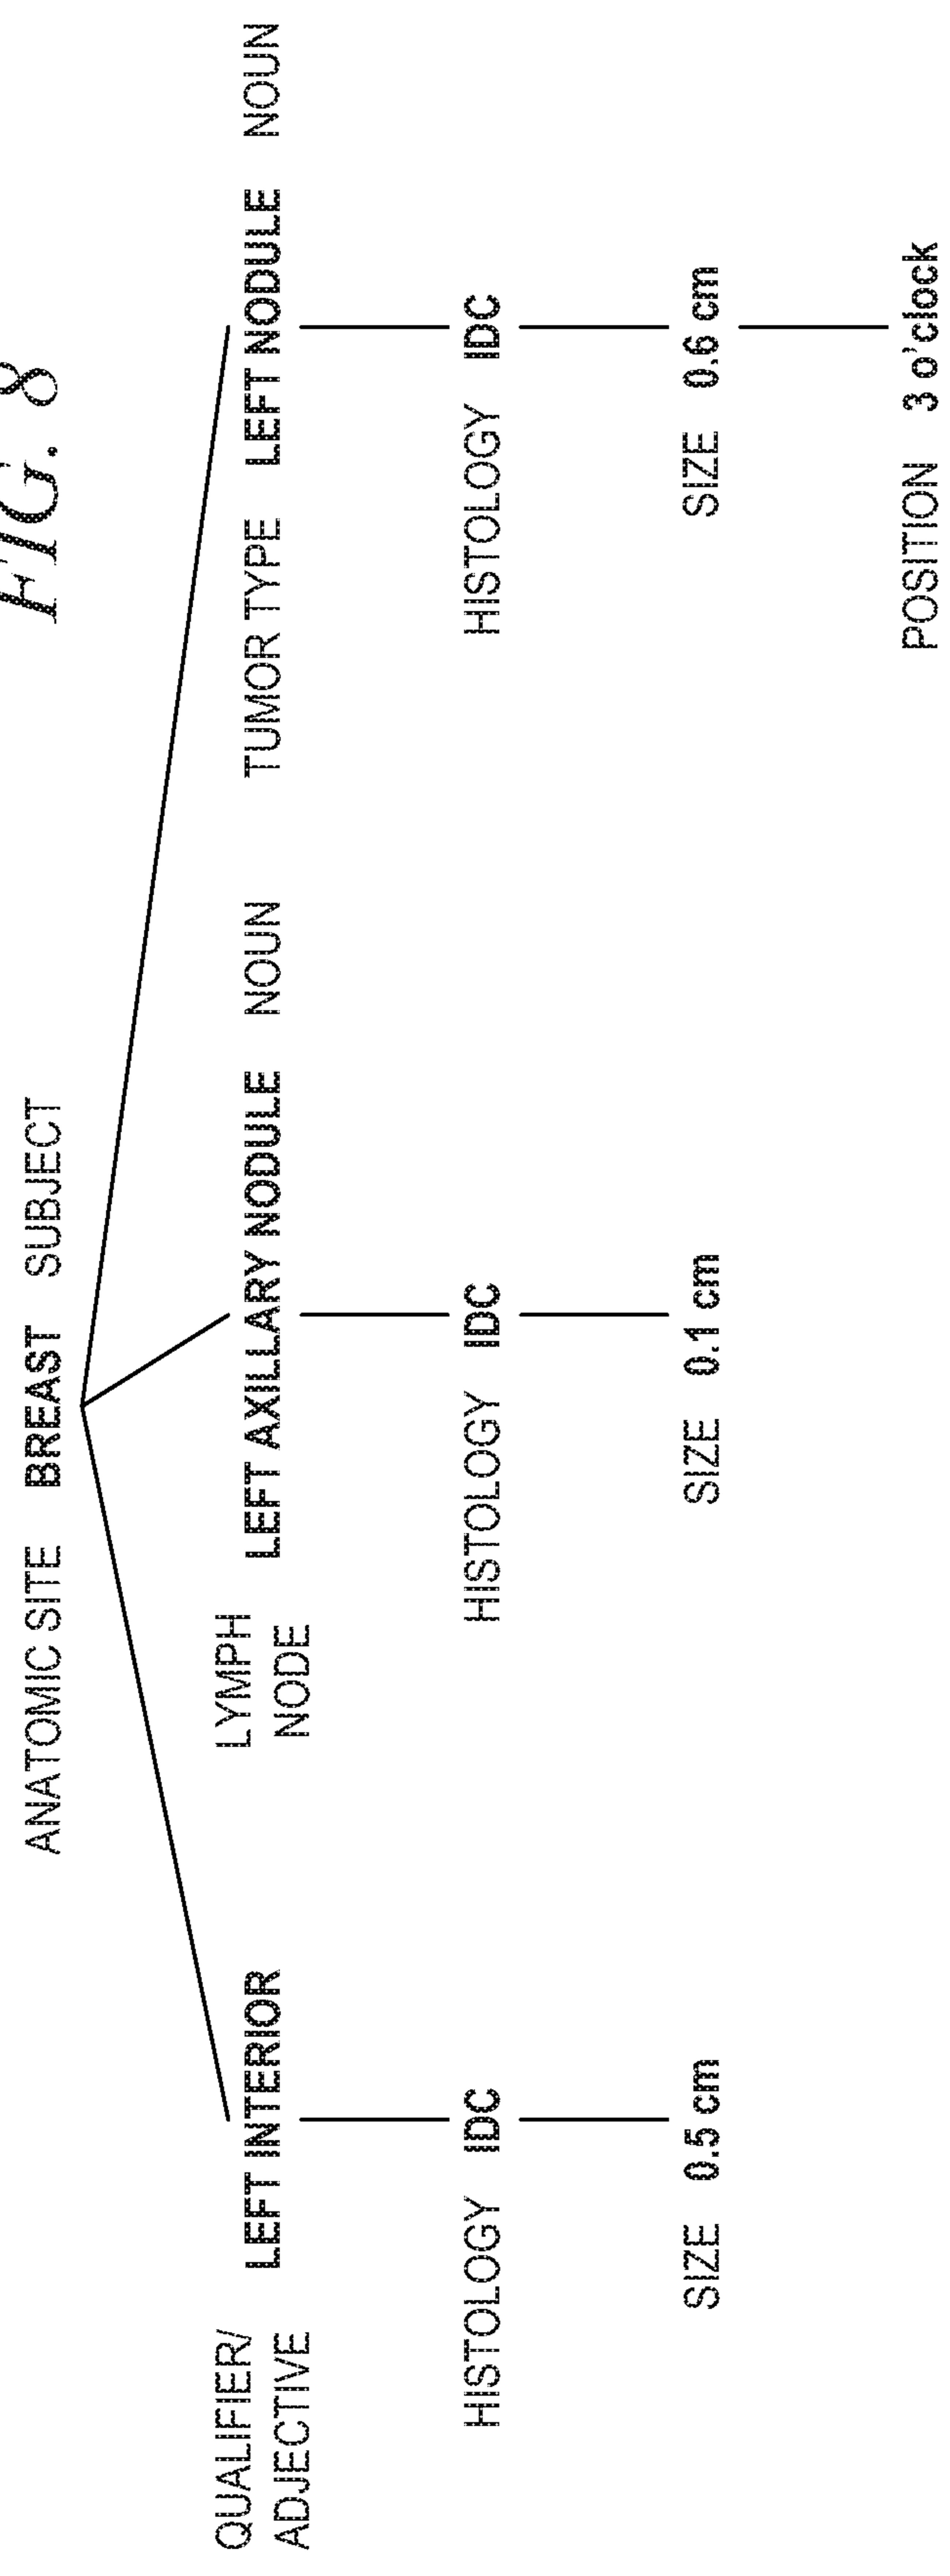 FIG. 8
ANATOMIC SITE BREAST SUBJECT
QUALIFIER/
ADJECTIVE
LEFT INTERIOR
LYMPH
NODE
LEFT AXILLARY NODULE NOUN
TUMOR TYPE LEFT NODULE NOUN
HISTOLOGY IDC
HISTOLOGY IDC
HISTOLOGY IDC
SIZE 0.5 cm
SIZE 0.1 cm
SIZE 0.6 cm
POSITION 3 o'clock